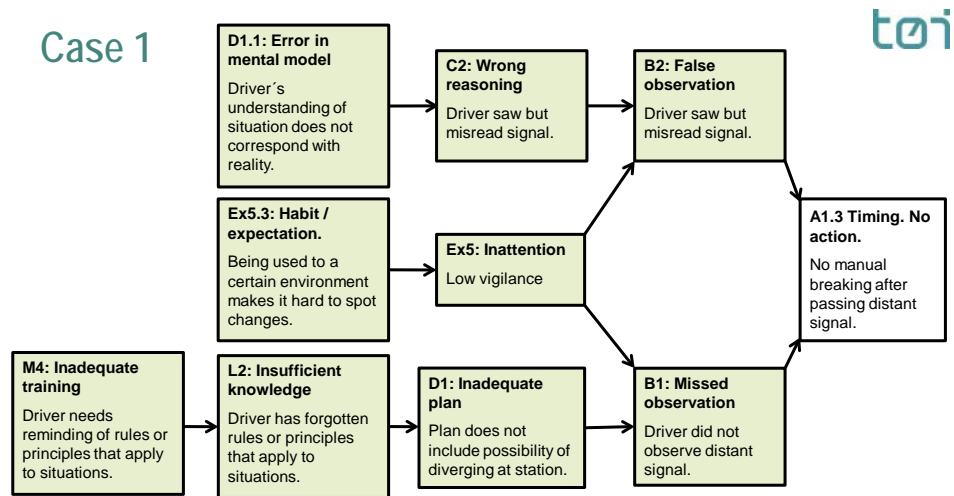 Case 1
tøi
D1.1: Error in
mental model
Driver´s
understanding of
situation does not
correspond with
reality.
C2: Wrong
reasoning
Driver saw but
misread signal.
B2: False
observation
Driver saw but
misread signal.
Ex5.3: Habit /
expectation.
Being used to a
certain environment
makes it hard to spot
changes.
Ex5: Inattention
Low vigilance
A1.3 Timing. No
action.
No manual
breaking after
passing distant
signal.
M4: Inadequate
training
Driver needs
reminding of rules or
principles that apply
to situations.
L2: Insufficient
knowledge
Driver has forgotten
rules or principles
that apply to
situations.
D1: Inadequate
plan
Plan does not
include possibility of
diverging at station.
B1: Missed
observation
Driver did not
observe distant
signal.